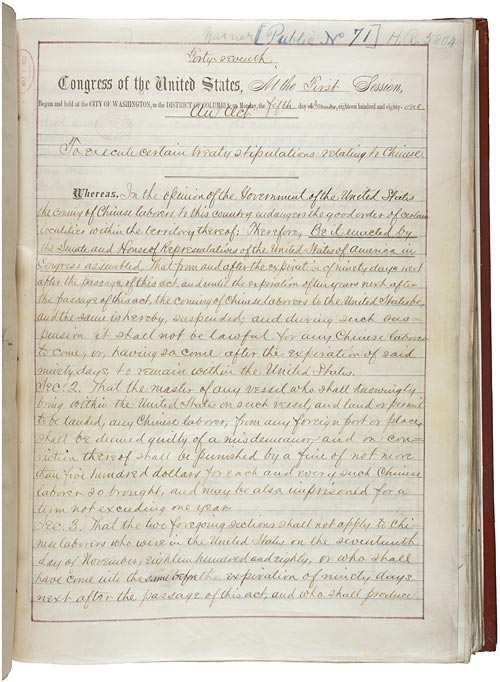 [Public No 71] H.R. 5804.
Forty-seventh
Congress of the United States, At the First Session,
Begun and held at the CITY OF WASHINGTON, in the DISTRICT OF COLUMBIA, on Monday, the fifth day of December, eighteen hundred and eighty-one
An Act
To execute certain treaty stipulations relating to Chinese.
Whereas, In the opinion of the Government of the United States
the coming of Chinese laborers to this country endangers the good order of certain
localities within the territory thereof: Therefore, Be it enacted by
the Senate and House of Representatives of the United States of America in
Congress assembled, That from and after the expiration of ninety days next
after the passage of this act, and until the expiration of ten years next after
the passage of this act, the coming of Chinese laborers to the United States be,
and the same is hereby, suspended; and during such sus-
pension it shall not be lawful for any Chinese laborer
to come, or, having so come after the expiration of said
ninety days, to remain within the United States.
Sec. 2. That the master of any vessel who shall knowingly
bring within the United States on such vessel, and land or permit
to be landed, any Chinese laborer, from any foreign port or place,
shall be deemed guilty of a misdemeanor, and on con-
viction thereof shall be punished by a fine of not more
than five hundred dollars for each and every such Chinese
laborer so brought, and may be also imprisoned for a
term not exceeding one year.
Sec. 3. That the two foregoing sections shall not apply to Chi-
nese laborers who were in the United States on the seventeenth
day of November, eighteen hundred and eighty, or who shall
have come into the same before the expiration of ninety days
next after the passage of this act, and who shall produce